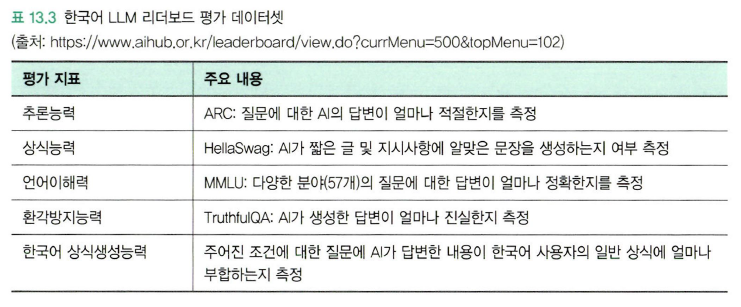 표 13.3 한국어 LLM 리더보드 평가 데이터셋
(출처: https://www.aihub.or.kr/leaderboard/view.do?currMenu=500&topMenu=102)
평가 지표 주요 내용
추론능력 ARC: 질문에 대한 AI의 답변이 얼마나 적절한지를 측정
상식능력 HellaSwag: AI가 짧은 글 및 지시사항에 알맞은 문장을 생성하는지 여부 측정
언어이해력 MMLU: 다양한 분야(57개)의 질문에 대한 답변이 얼마나 정확한지를 측정
환각방지능력 TruthfulQA: AI가 생성한 답변이 얼마나 진실한지 측정
한국어 상식생성능력 주어진 조건에 대한 질문에 AI가 답변한 내용이 한국어 사용자의 일반 상식에 얼마나
부합하는지 측정